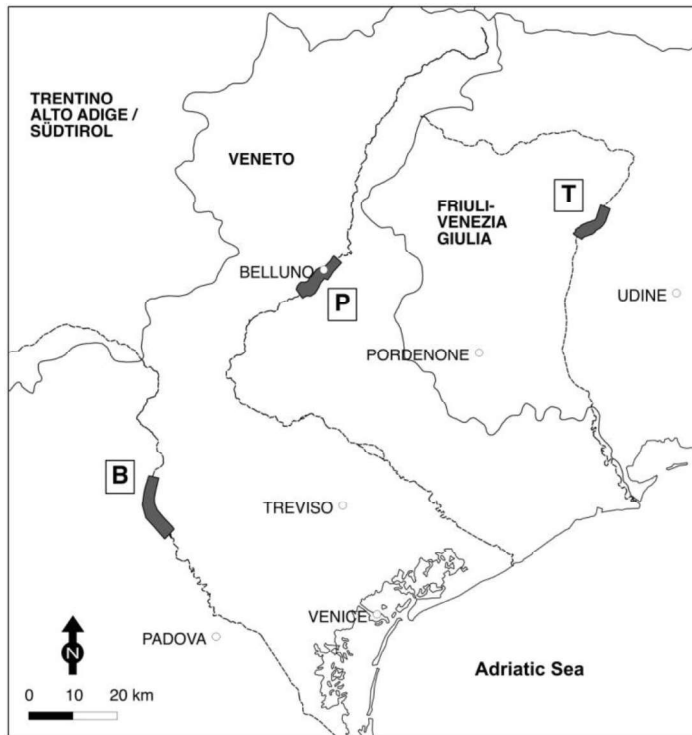 TRENTINO
ALTO ADIGE /
SÜDTIROL
VENETO
T
FRIULI-
VENEZIA
GIULIA
BELLUNO
P
UDINE
PORDENONE
B
TREVISO
VENICE
PADOVA
N
Adriatic Sea
0 10 20 km